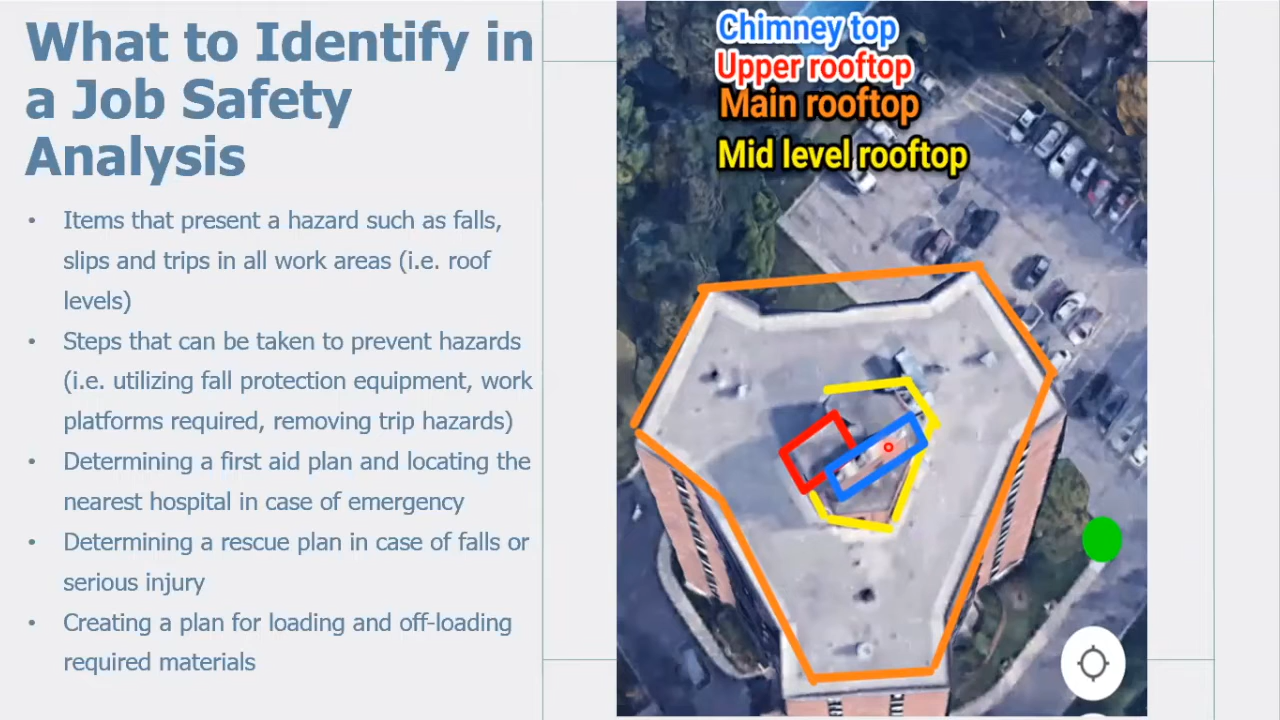 What to Identify in
a Job Safety
Analysis
• Items that present a hazard such as falls,
slips and trips in all work areas (i.e. roof
levels)
• Steps that can be taken to prevent hazards
(i.e. utilizing fall protection equipment, work
platforms required, removing trip hazards)
• Determining a first aid plan and locating the
nearest hospital in case of emergency
• Determining a rescue plan in case of falls or
serious injury
• Creating a plan for loading and off-loading
required materials
Chimney top
Upper rooftop
Main rooftop
Mid level rooftop